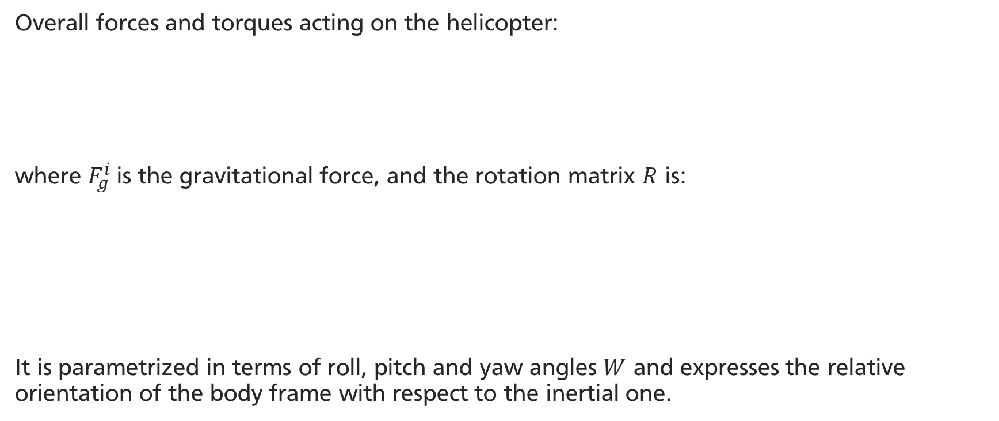 Overall forces and torques acting on the helicopter:
where $F_g^i$ is the gravitational force, and the rotation matrix $R$ is:
It is parametrized in terms of roll, pitch and yaw angles $W$ and expresses the relative
orientation of the body frame with respect to the inertial one.